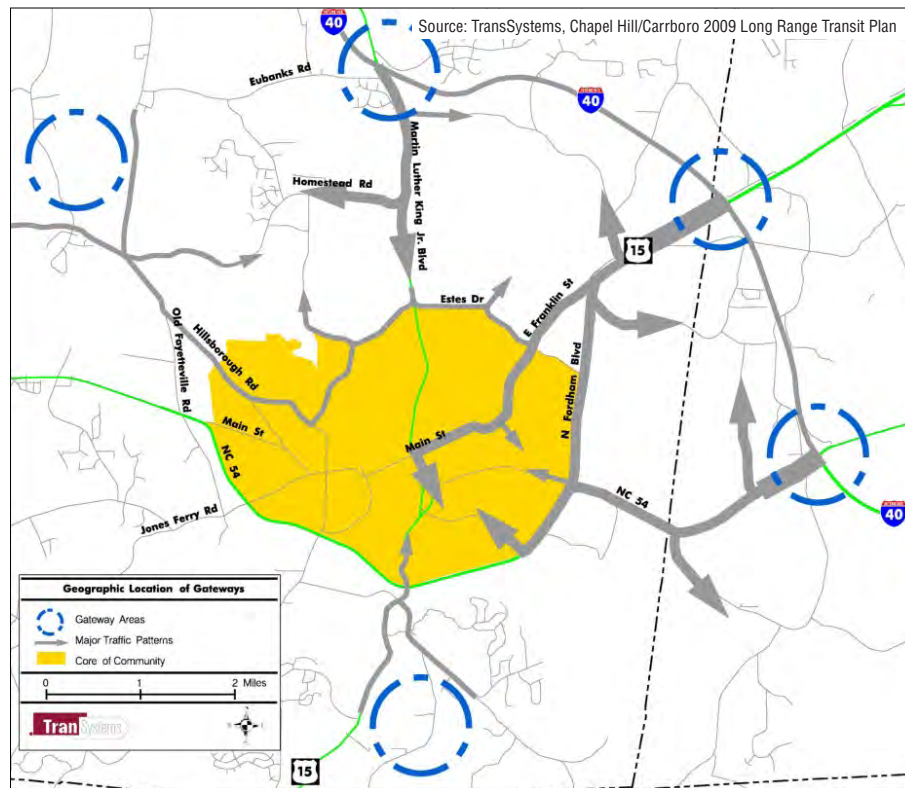 Source: TransSystems, Chapel Hill/Carrboro 2009 Long Range Transit Plan
40
Eubanks Rd
40
Martin Luther King Jr. Blvd
Homestead Rd
15
Estes Dr
E Franklin St
Old Fayetteville Rd
Hillsborough Rd
N Fordham Blvd
Main St
Main St
NC 54
NC 54
Jones Ferry Rd
40
Geographic Location of Gateways
Gateway Areas
Major Traffic Patterns
Core of Community
0 1 2 Miles
TranSystems
15